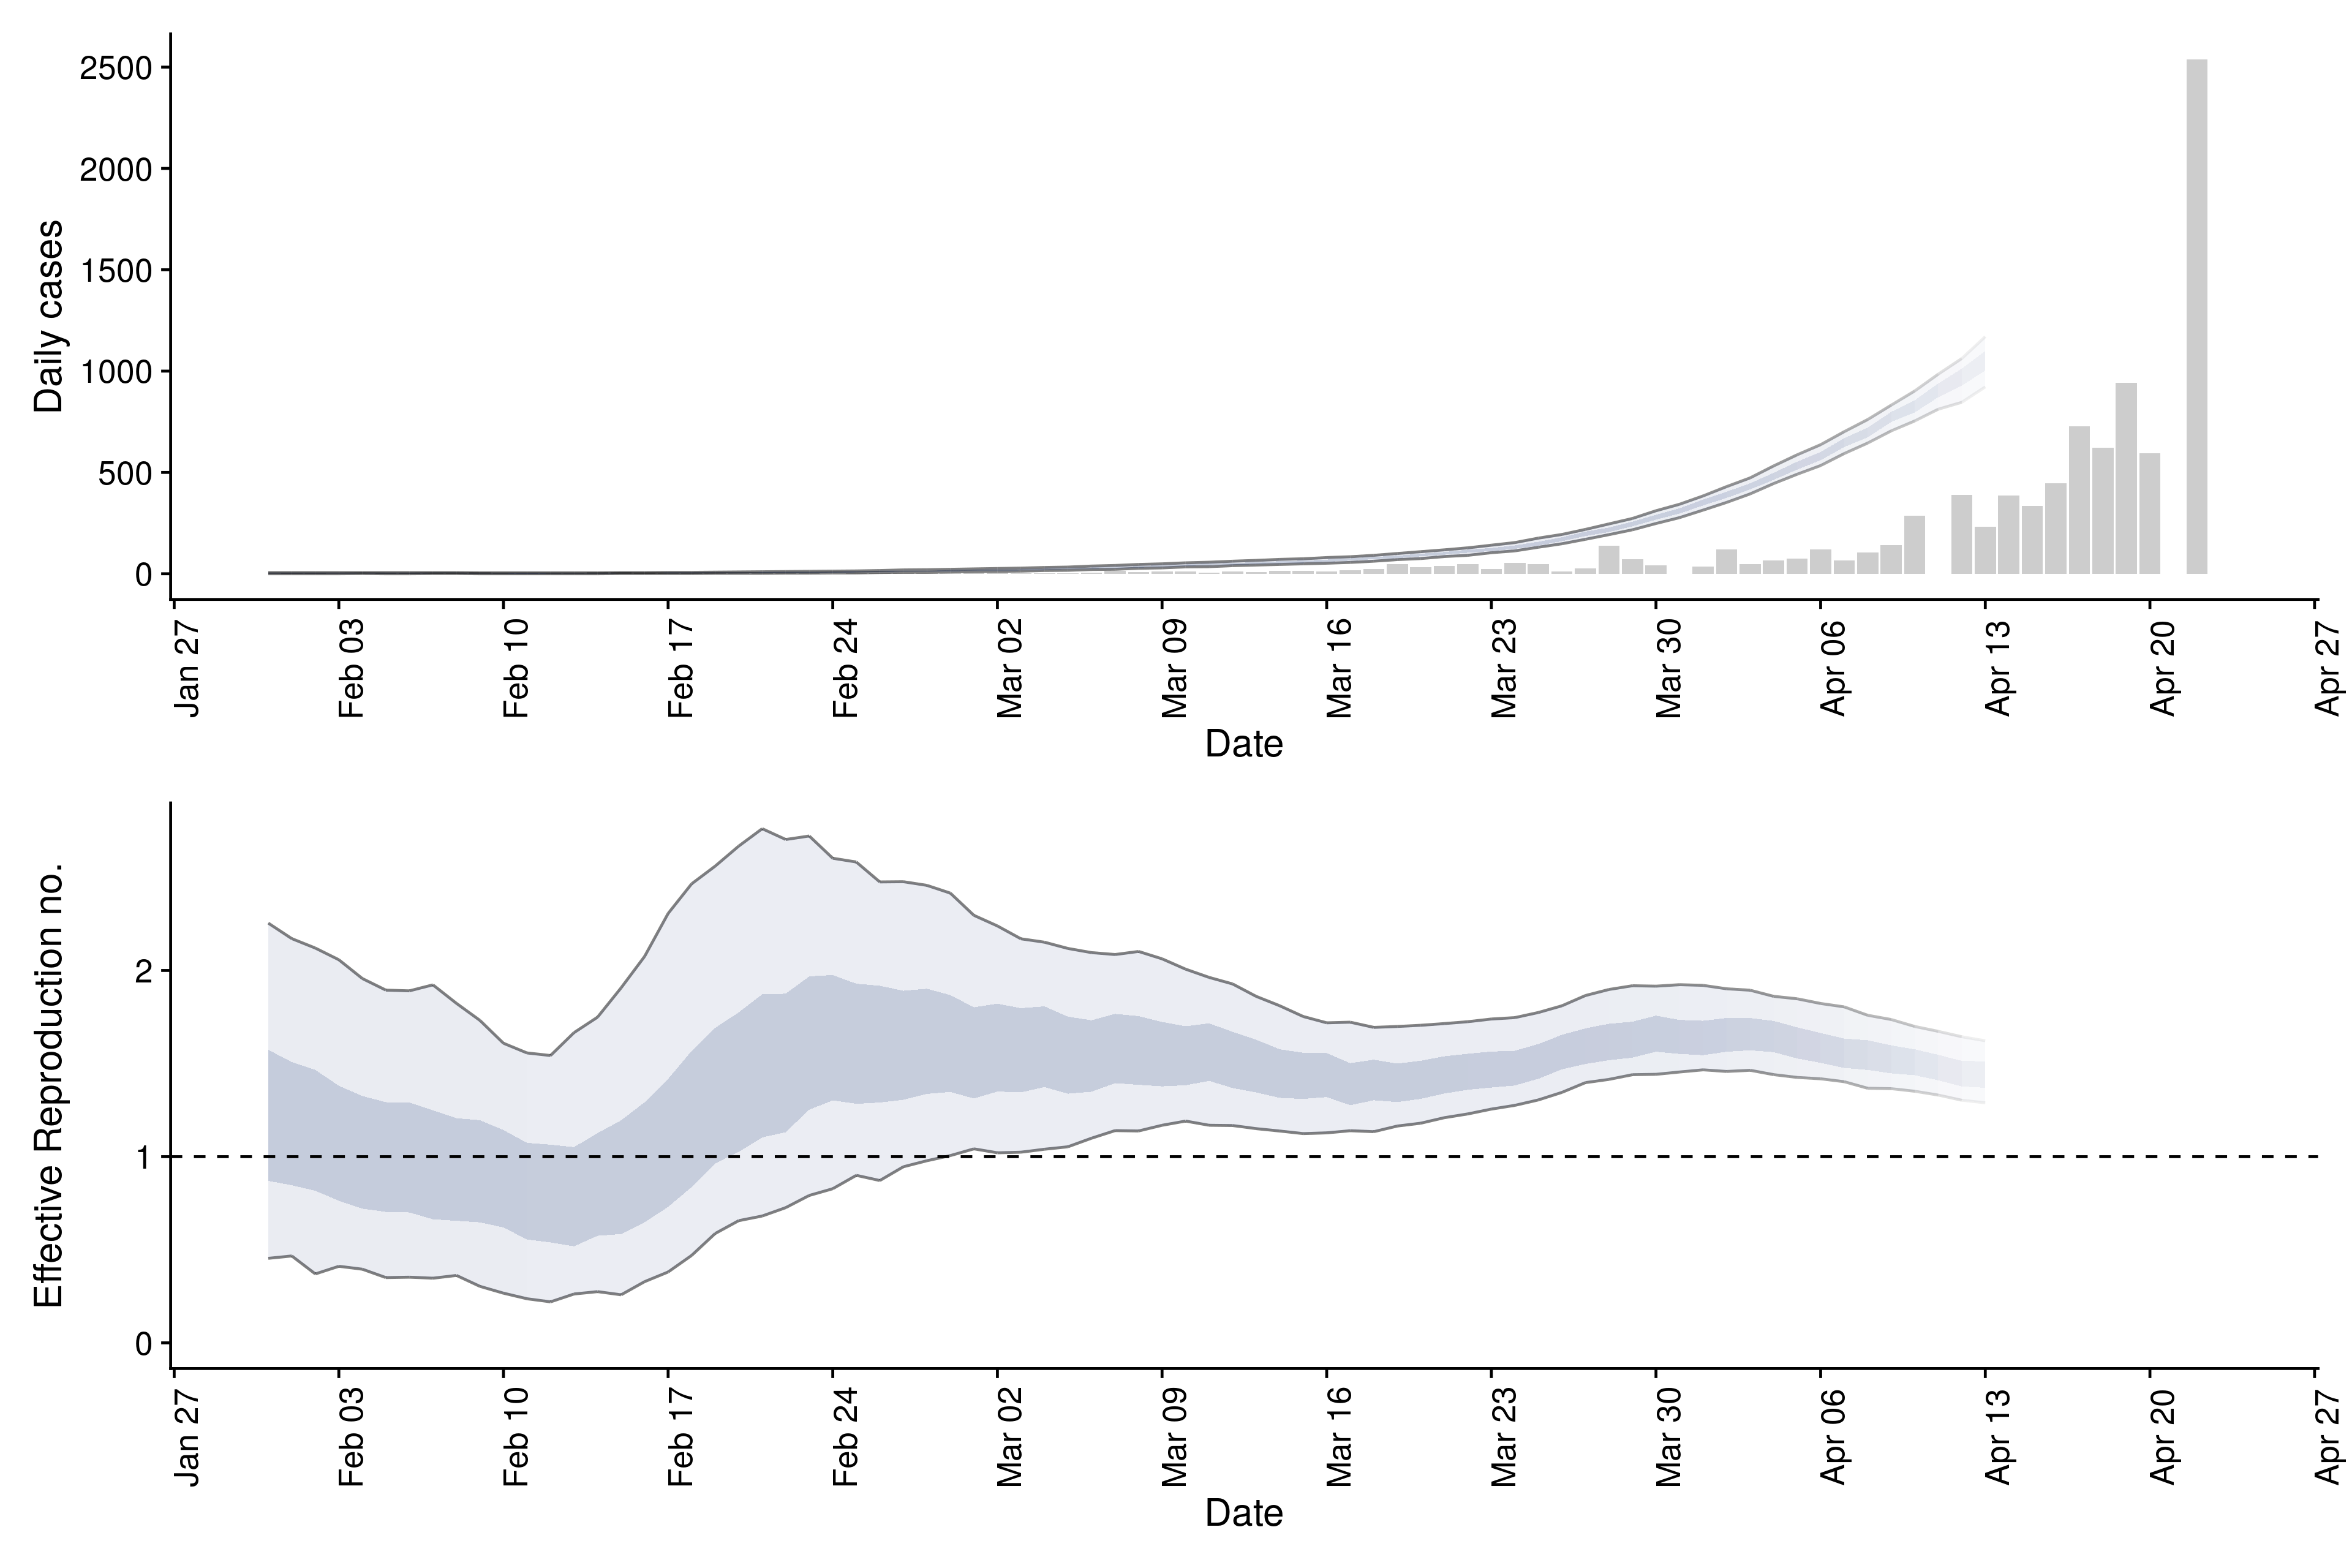 Daily cases
2500
2000
1500
1000
500
0
Jan 27
Feb 03
Feb 10
Feb 17
Feb 24
Mar 02
Mar 09
Mar 16
Mar 23
Mar 30
Apr 06
Apr 13
Apr 20
Apr 27
Date
Effective Reproduction no.
2
1
0
Jan 27
Feb 03
Feb 10
Feb 17
Feb 24
Mar 02
Mar 09
Mar 16
Mar 23
Mar 30
Apr 06
Apr 13
Apr 20
Apr 27
Date